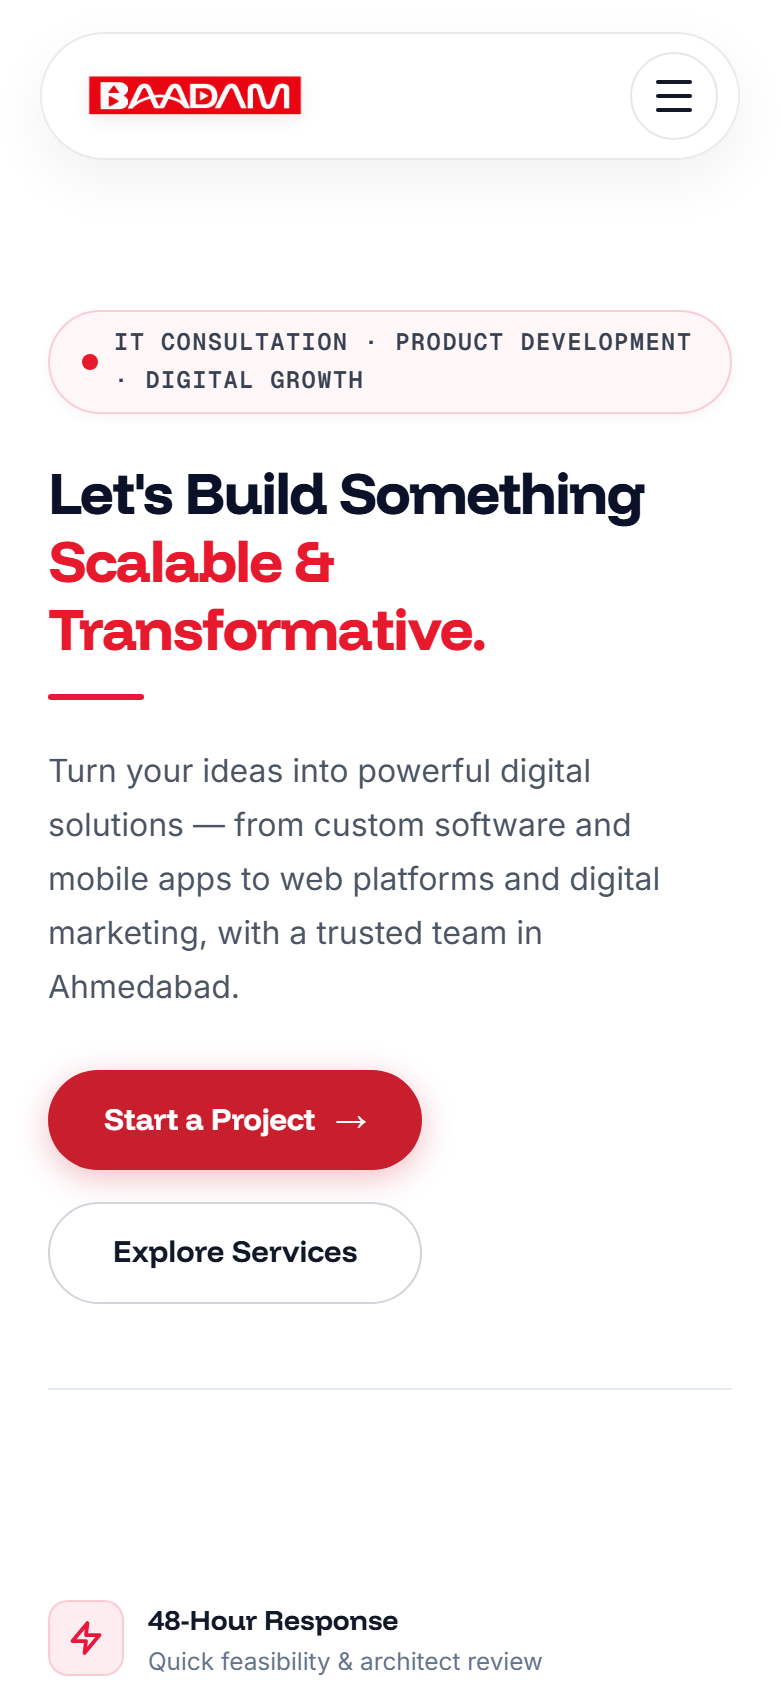 BAADAM
IT CONSULTATION · PRODUCT DEVELOPMENT
· DIGITAL GROWTH
Let's Build Something
Scalable &
Transformative.
Turn your ideas into powerful digital
solutions — from custom software and
mobile apps to web platforms and digital
marketing, with a trusted team in
Ahmedabad.
Start a Project →
Explore Services
48-Hour Response
Quick feasibility & architect review